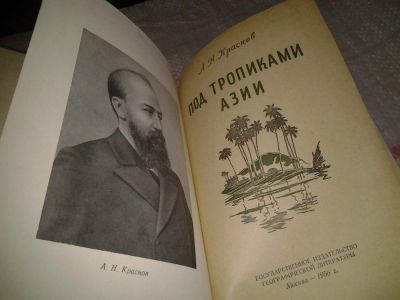 А. Н. Краснов
А. Н. Краснов
ПОД ТРОПИКАМИ
АЗИИ
ГОСУДАРСТВЕННОЕ ИЗДАТЕЛЬСТВО
ГЕОГРАФИЧЕСКОЙ ЛИТЕРАТУРЫ
Москва — 1956 г.